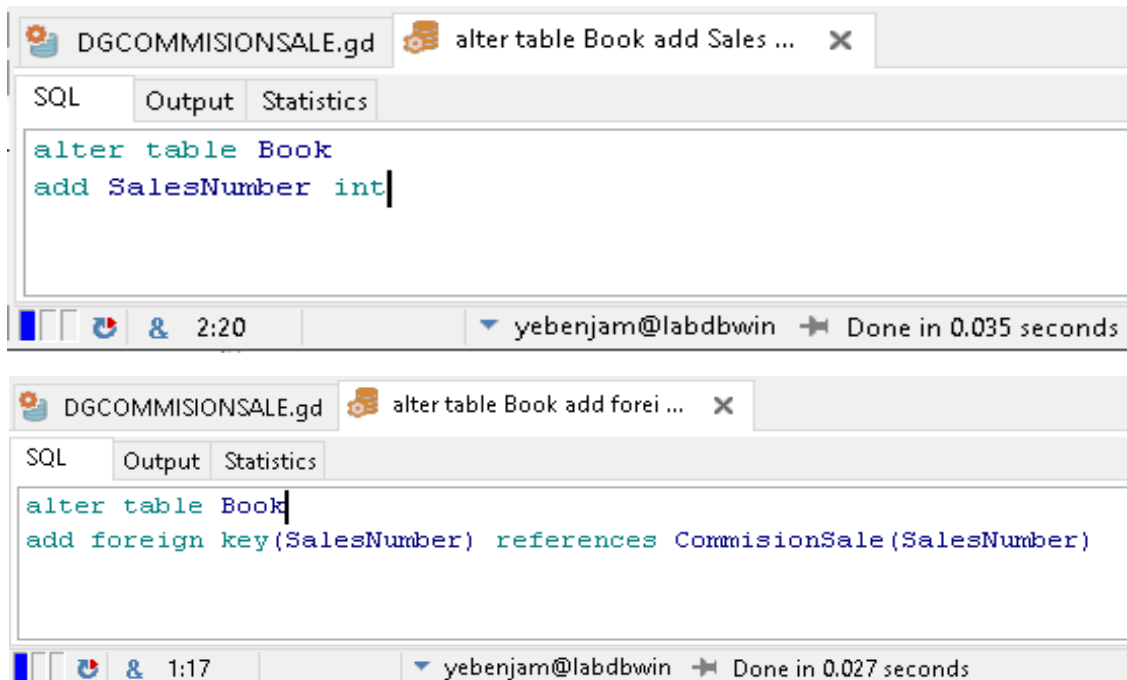 DGCOMMISIONSALE.gd alter table Book add Sales ...
SQL Output Statistics
alter table Book
add SalesNumber int
& 2:20 yebenjam@labdbwin Done in 0.035 seconds
DGCOMMISIONSALE.gd alter table Book add forei ...
SQL Output Statistics
alter table Book
add foreign key(SalesNumber) references CommisionSale(SalesNumber)
& 1:17 yebenjam@labdbwin Done in 0.027 seconds